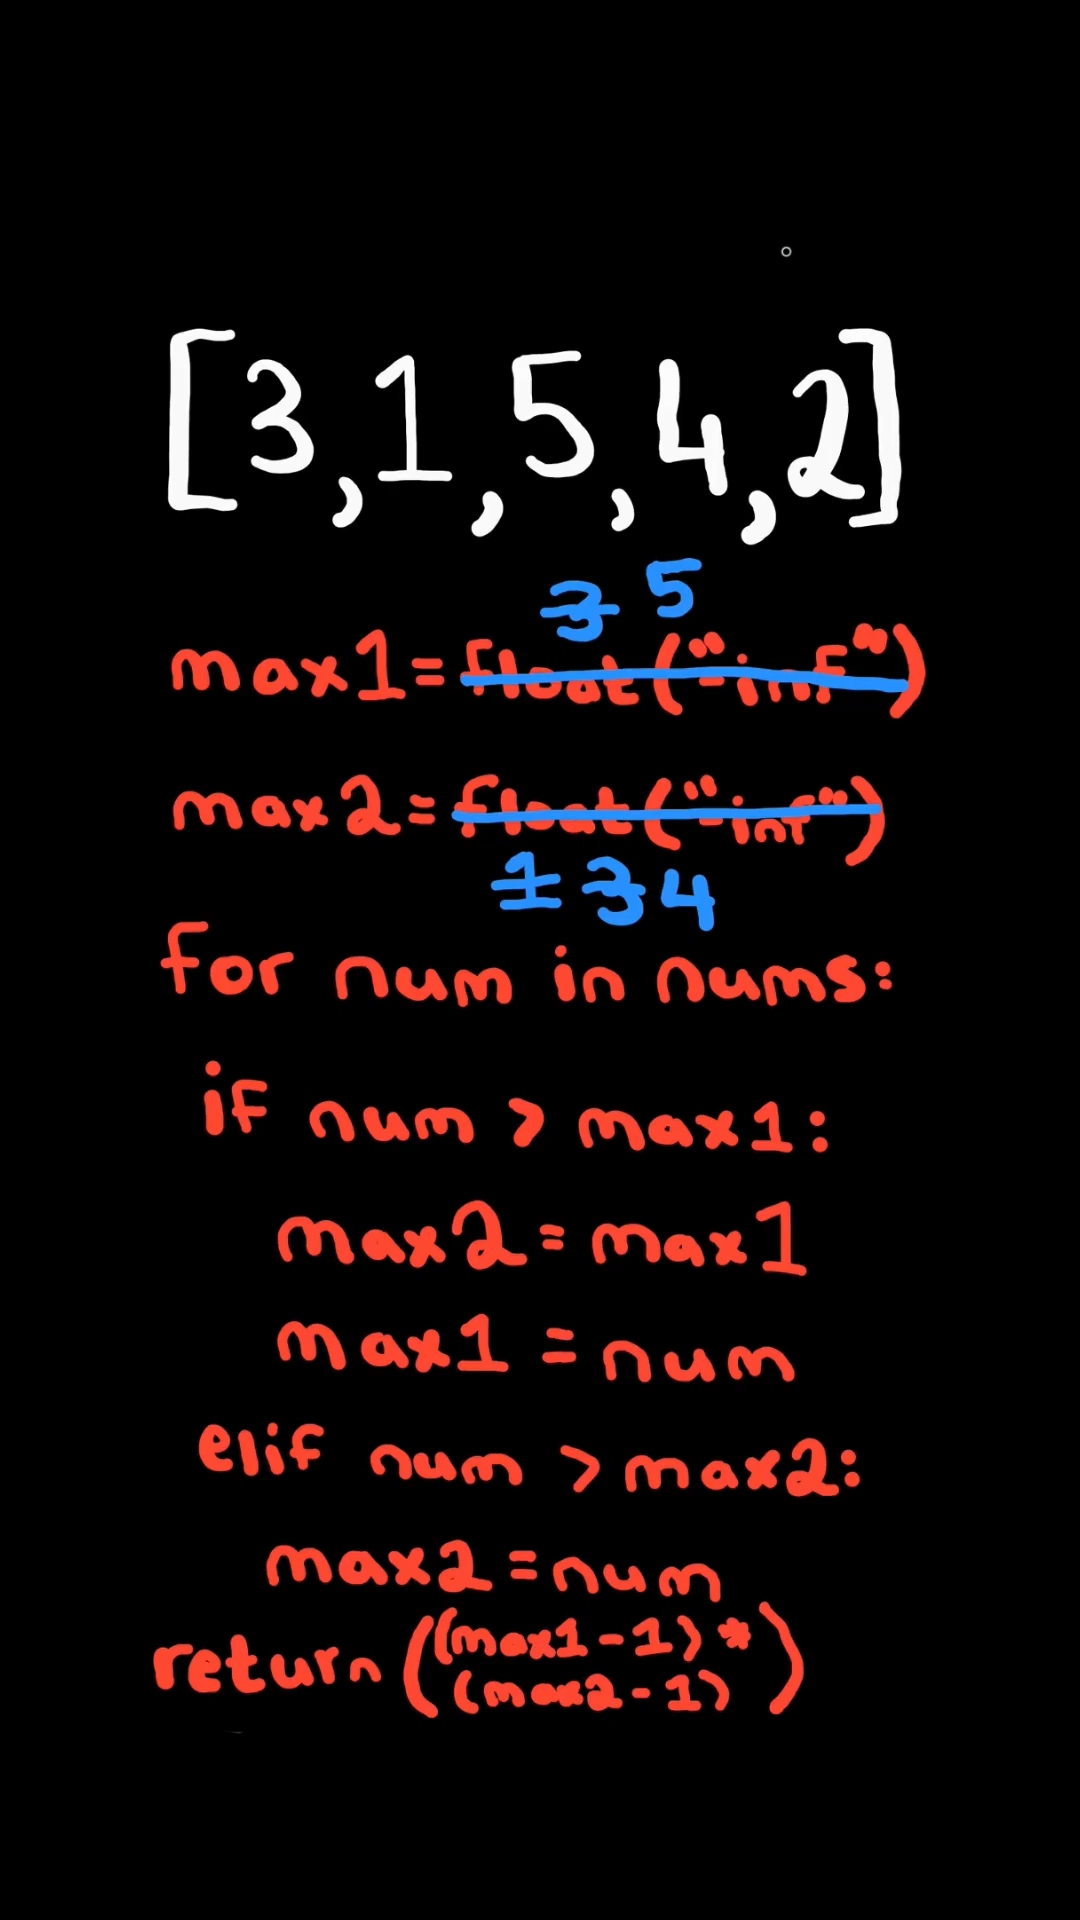 [3,1,5,4,2]
3 5
max1=float("-inf")
max2=float("-inf")
1 3 4
for num in nums:
if num > max1:
max2=max1
max1 = num
elif num > max2:
max2=num
return ((max1-1)*
(max2-1))